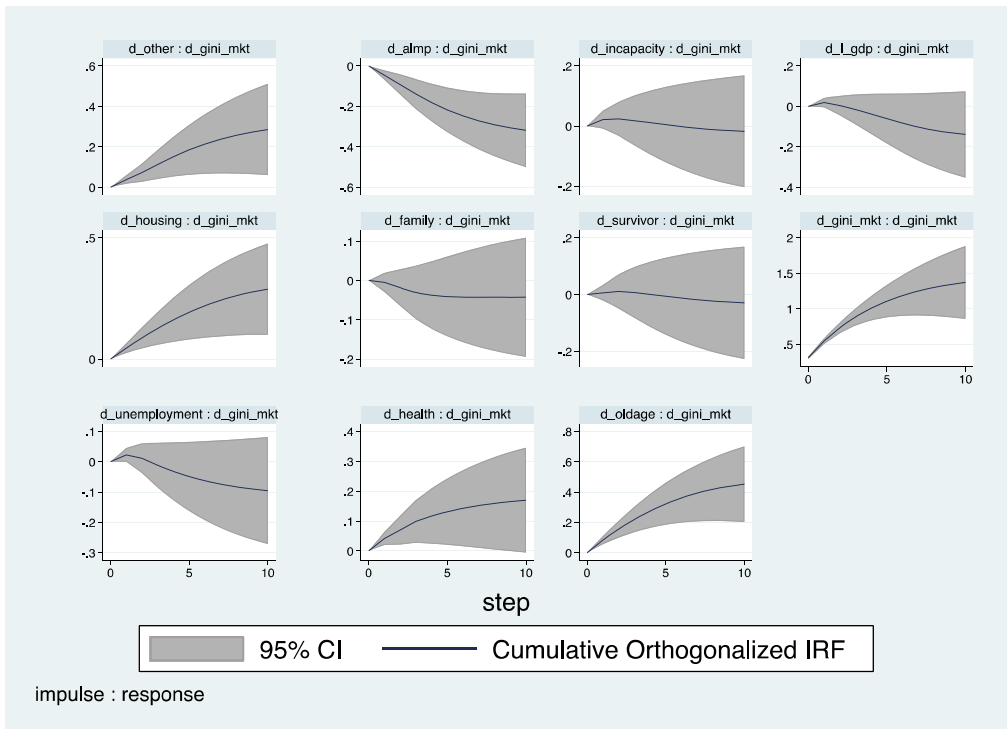 d_other : d_gini_mkt
d_almp : d_gini_mkt
d_incapacity : d_gini_mkt
d_l_gdp : d_gini_mkt
.6
.4
.2
0
0
-.2
-.4
-.6
.2
0
-.2
.2
0
-.2
-.4
d_housing : d_gini_mkt
d_family : d_gini_mkt
d_survivor : d_gini_mkt
d_gini_mkt : d_gini_mkt
.5
0
.1
0
-.1
-.2
.2
0
-.2
2
1.5
1
.5
0 5 10
d_unemployment : d_gini_mkt
d_health : d_gini_mkt
d_oldage : d_gini_mkt
.1
0
-.1
-.2
-.3
0 5 10
.4
.3
.2
.1
0
0 5 10
.8
.6
.4
.2
0
0 5 10
step
95% CI
Cumulative Orthogonalized IRF
impulse : response